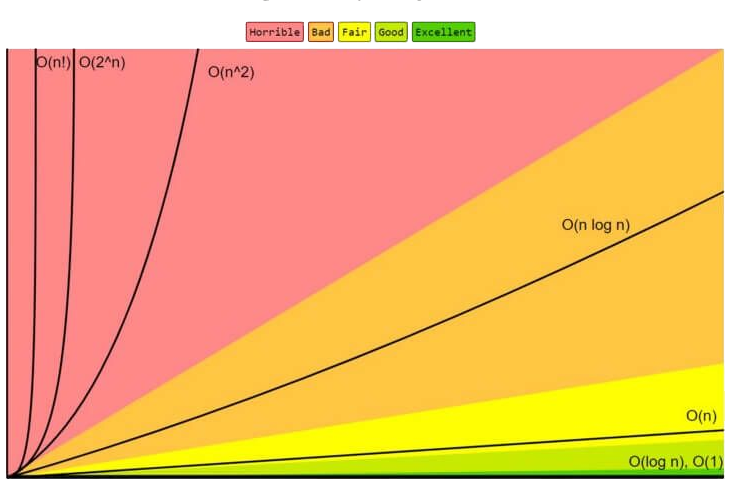 Horrible Bad Fair Good Excellent
O(n!) O(2^n)
O(n^2)
O(n log n)
O(n)
O(log n), O(1)